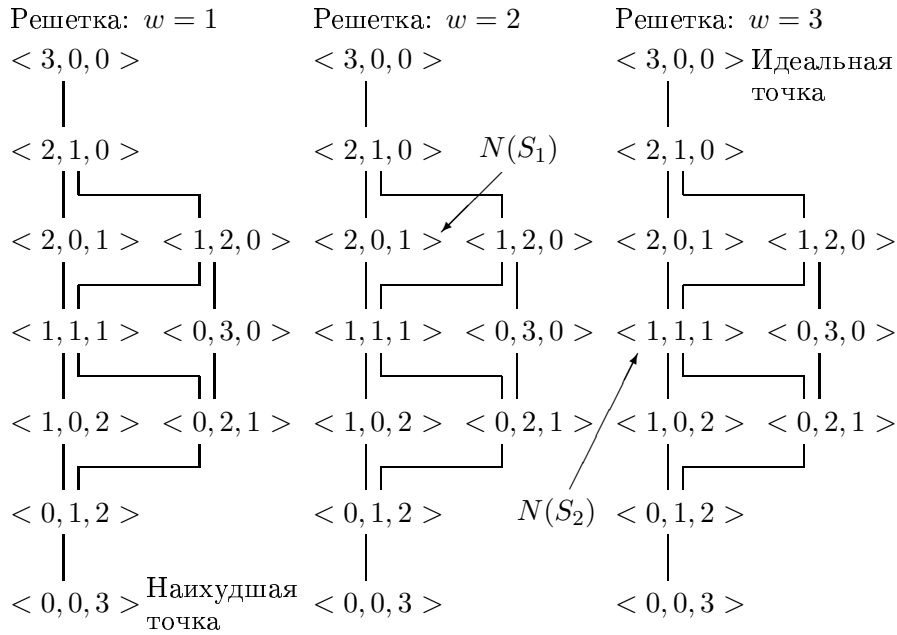 Решетка: w = 1 Решетка: w = 2 Решетка: w = 3
< 3, 0, 0 > < 3, 0, 0 > < 3, 0, 0 > Идеальная
точка
< 2, 1, 0 > < 2, 1, 0 > N(S₁) < 2, 1, 0 >
< 2, 0, 1 > < 1, 2, 0 > < 2, 0, 1 > < 1, 2, 0 > < 2, 0, 1 > < 1, 2, 0 >
< 1, 1, 1 > < 0, 3, 0 > < 1, 1, 1 > < 0, 3, 0 > < 1, 1, 1 > < 0, 3, 0 >
< 1, 0, 2 > < 0, 2, 1 > < 1, 0, 2 > < 0, 2, 1 > < 1, 0, 2 > < 0, 2, 1 >
< 0, 1, 2 > < 0, 1, 2 > N(S₂) < 0, 1, 2 >
< 0, 0, 3 > Наихудшая < 0, 0, 3 > < 0, 0, 3 >
точка